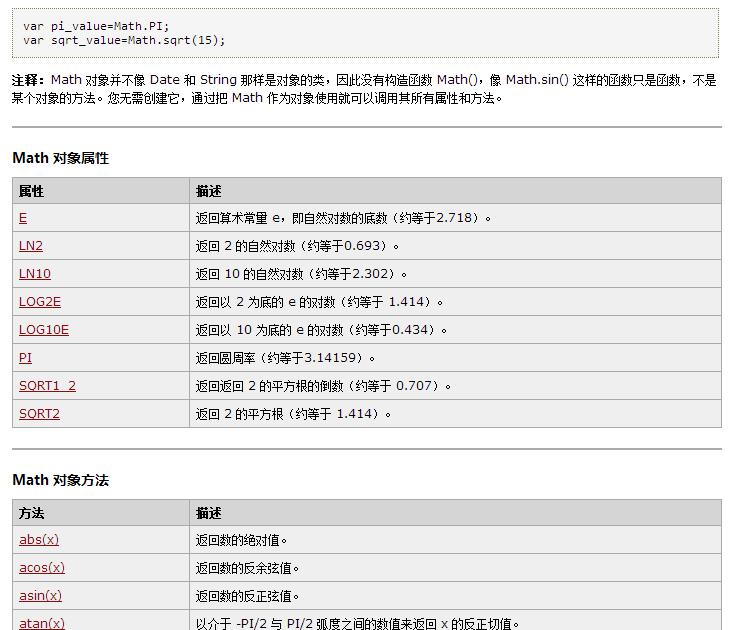 var pi_value=Math.PI;
var sqrt_value=Math.sqrt(15);
注释：Math 对象并不像 Date 和 String 那样是对象的类，因此没有构造函数 Math()，像 Math.sin() 这样的函数只是函数，不是
某个对象的方法。您无需创建它，通过把 Math 作为对象使用就可以调用其所有属性和方法。
Math 对象属性
属性 描述
E 返回算术常量 e，即自然对数的底数（约等于2.718）。
LN2 返回 2 的自然对数（约等于0.693）。
LN10 返回 10 的自然对数（约等于2.302）。
LOG2E 返回以 2 为底的 e 的对数（约等于 1.414）。
LOG10E 返回以 10 为底的 e 的对数（约等于0.434）。
PI 返回圆周率（约等于3.14159）。
SQRT1_2 返回返回 2 的平方根的倒数（约等于 0.707）。
SQRT2 返回 2 的平方根（约等于 1.414）。
Math 对象方法
方法 描述
abs(x) 返回数的绝对值。
acos(x) 返回数的反余弦值。
asin(x) 返回数的反正弦值。
atan(x) 以介于 -PI/2 与 PI/2 弧度之间的数值来返回 x 的反正切值。